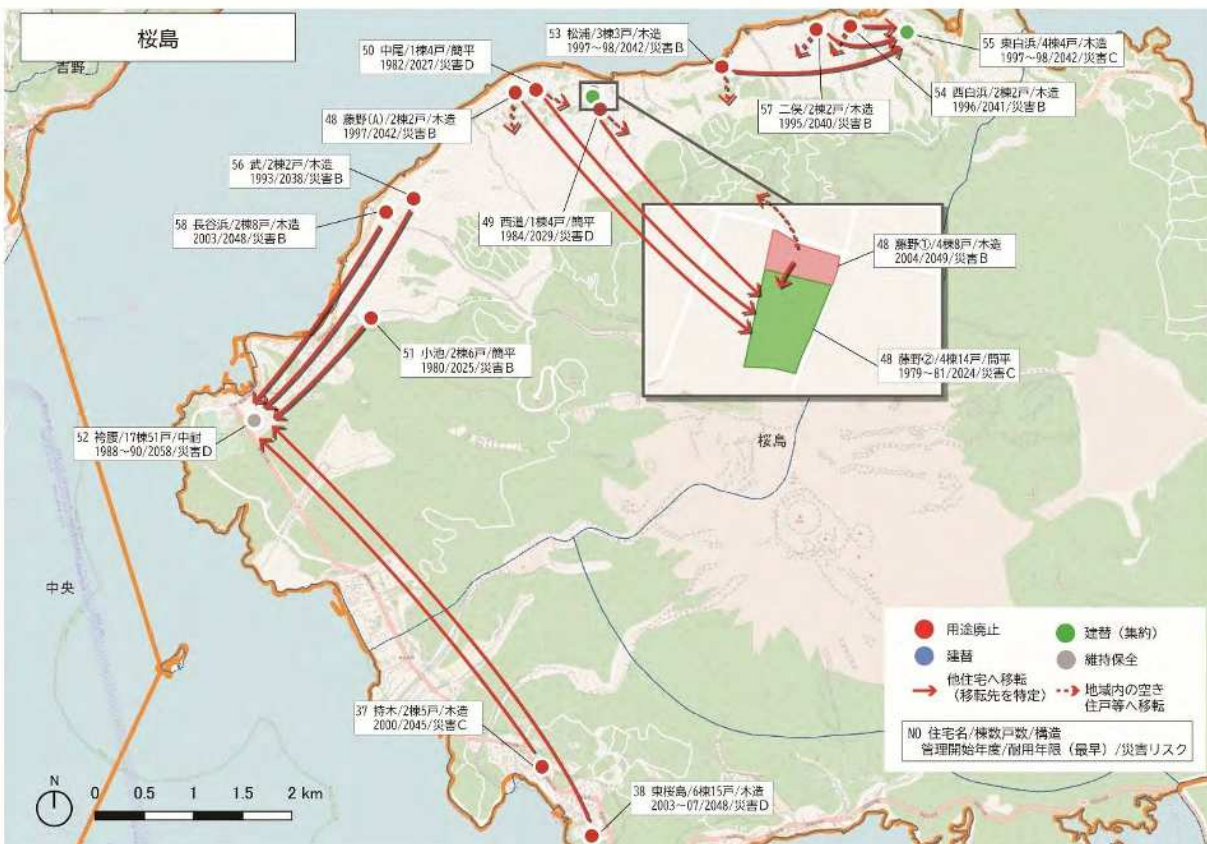 桜島
吉野
50 中尾/1棟4戸/簡平
1982/2027/災害D
53 松浦/3棟3戸/木造
1997～98/2042/災害B
55 東白浜/4棟4戸/木造
1997～98/2042/災害C
54 西白浜/2棟2戸/木造
1996/2041/災害B
57 二俣/2棟2戸/木造
1995/2040/災害B
48 藤野(A)/2棟2戸/木造
1997/2042/災害B
56 武/2棟2戸/木造
1993/2038/災害B
58 長谷浜/2棟8戸/木造
2003/2048/災害B
49 西道/1棟4戸/簡平
1984/2029/災害D
48 藤野①/4棟8戸/木造
2004/2049/災害B
51 小池/2棟6戸/簡平
1980/2025/災害B
48 藤野②/4棟14戸/簡平
1979～81/2024/災害C
52 袴腰/17棟51戸/中耐
1988～90/2058/災害D
桜島
中央
37 持木/2棟5戸/木造
2000/2045/災害C
38 東桜島/6棟15戸/木造
2003～07/2048/災害D
用途廃止
建替（集約）
建替
維持保全
他住宅へ移転
（移転先を特定）
地域内の空き
住戸等へ移転
NO 住宅名/棟数戸数/構造
管理開始年度/耐用年限（最早）/災害リスク
N
0 0.5 1 1.5 2 km